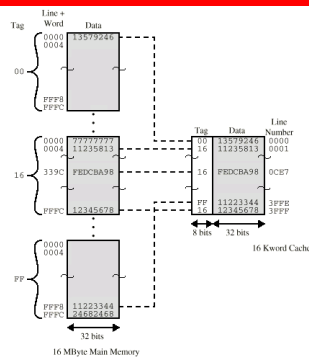 Line +
Tag Word Data
0000 13579246
0004
00
FFF8
FFFC
Line
Tag Data Number
0000 77777777 00 13579246 0000
0004 11235813 16 11235813 0001
16 339C FEDCBA98 16 FEDCBA98 0CE7
FF 11223344 3FFE
FFFC 12345678 16 12345678 3FFF
8 bits 32 bits
16 Kword Cache
0000
0004
FF
FFF8 11223344
FFFC 24682468
32 bits
16 MByte Main Memory